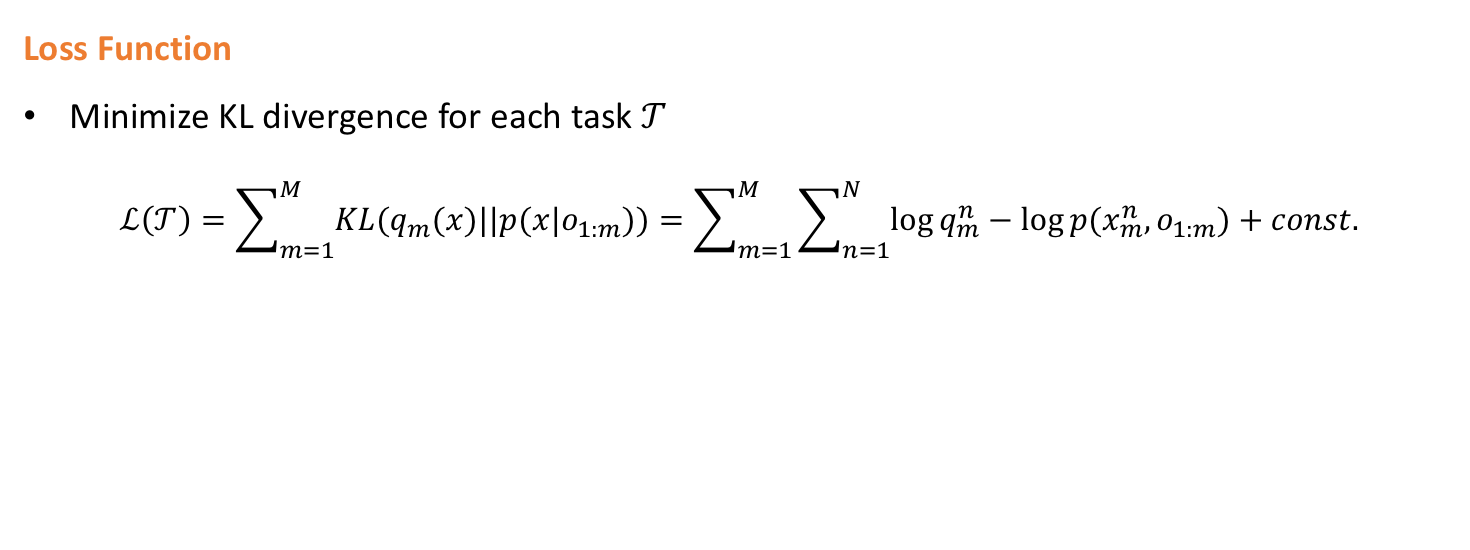 Loss Function
• Minimize KL divergence for each task 𝒯
ℒ(𝒯) = ∑_{m=1}^{M} KL(q_m(x)||p(x|o_{1:m})) = ∑_{m=1}^{M} ∑_{n=1}^{N} log q_m^n − log p(x_m^n, o_{1:m}) + const.